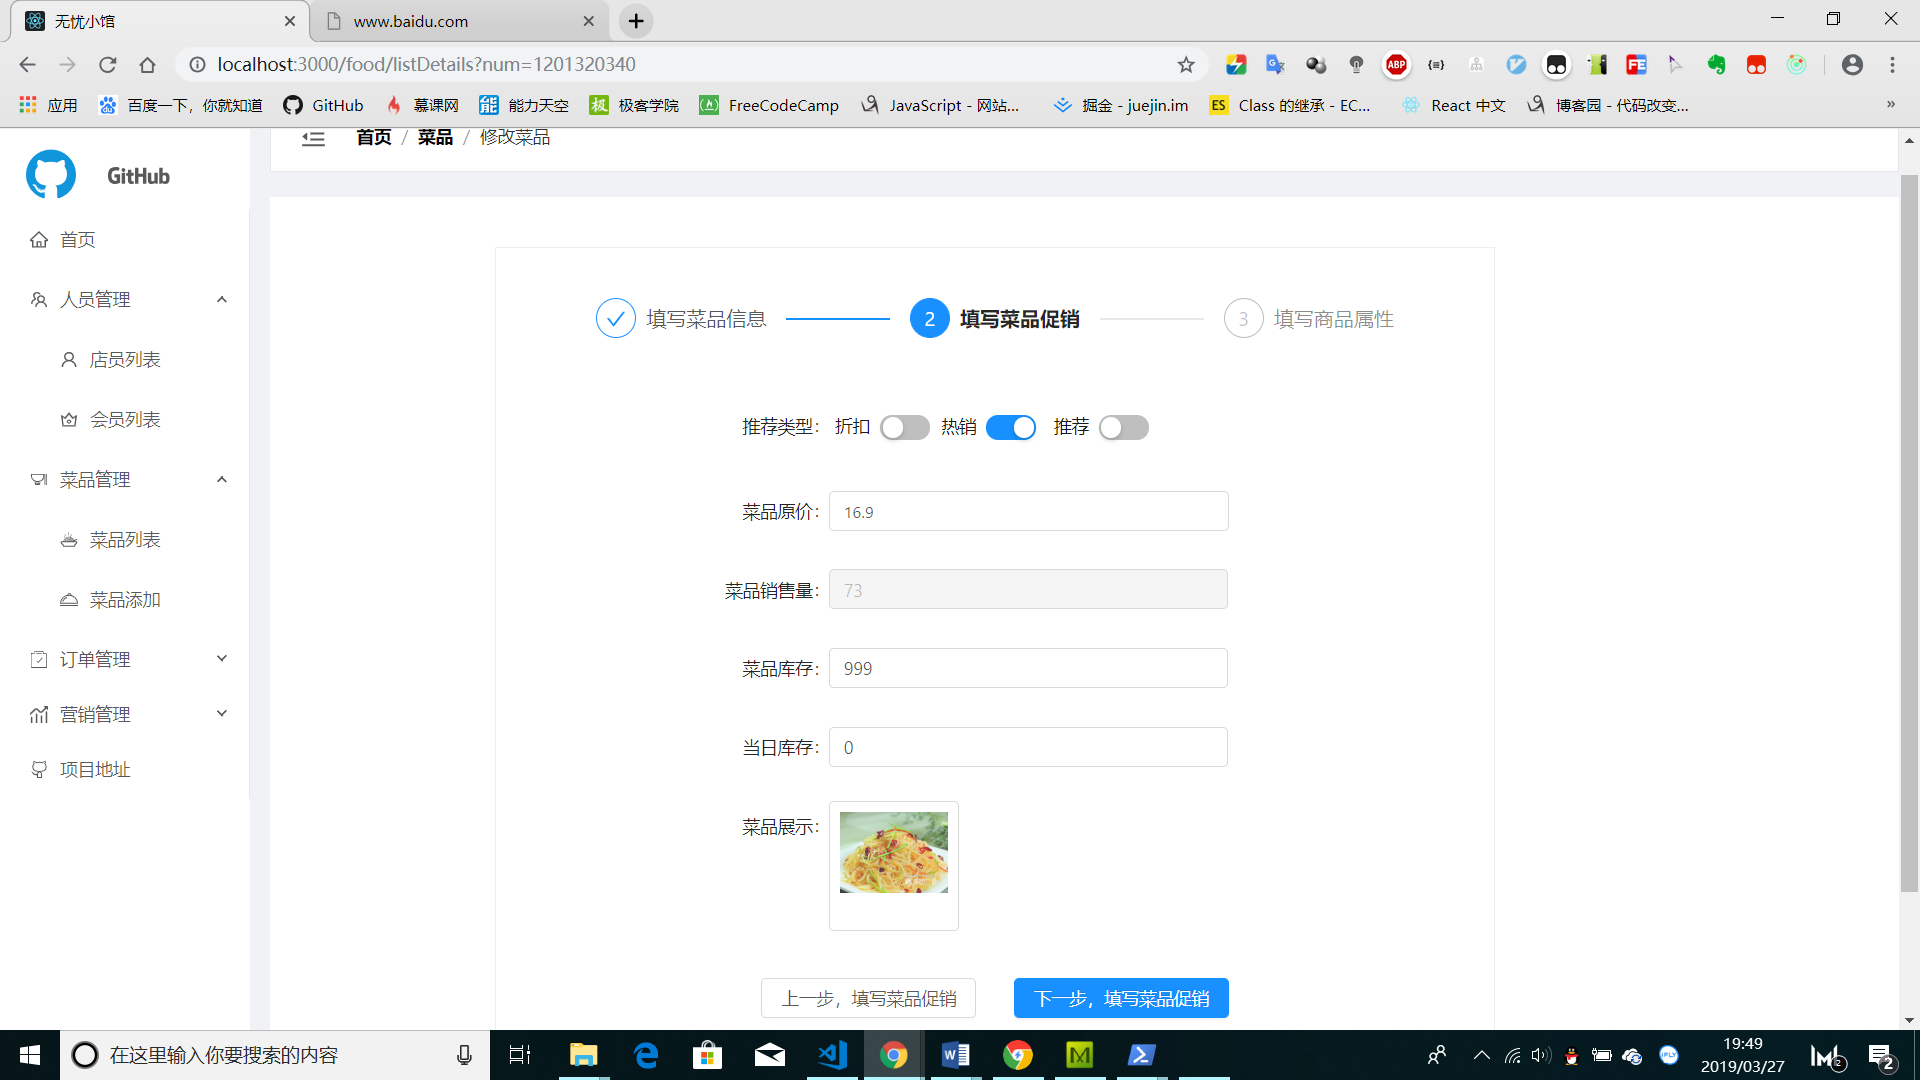 无忧小馆
www.baidu.com
localhost:3000/food/listDetails?num=1201320340
应用
百度一下，你就知道
GitHub
慕课网
能力天空
极客学院
FreeCodeCamp
JavaScript - 网站...
掘金 - juejin.im
Class 的继承 - EC...
React 中文
博客园 - 代码改变...
GitHub
首页 / 菜品 / 修改菜品
首页
人员管理
店员列表
会员列表
菜品管理
菜品列表
菜品添加
订单管理
营销管理
项目地址
填写菜品信息
2 填写菜品促销
3 填写商品属性
推荐类型: 折扣 热销 推荐
菜品原价: 16.9
菜品销售量: 73
菜品库存: 999
当日库存: 0
菜品展示:
上一步，填写菜品促销
下一步，填写菜品促销
在这里输入你要搜索的内容
19:49
2019/03/27
2
2